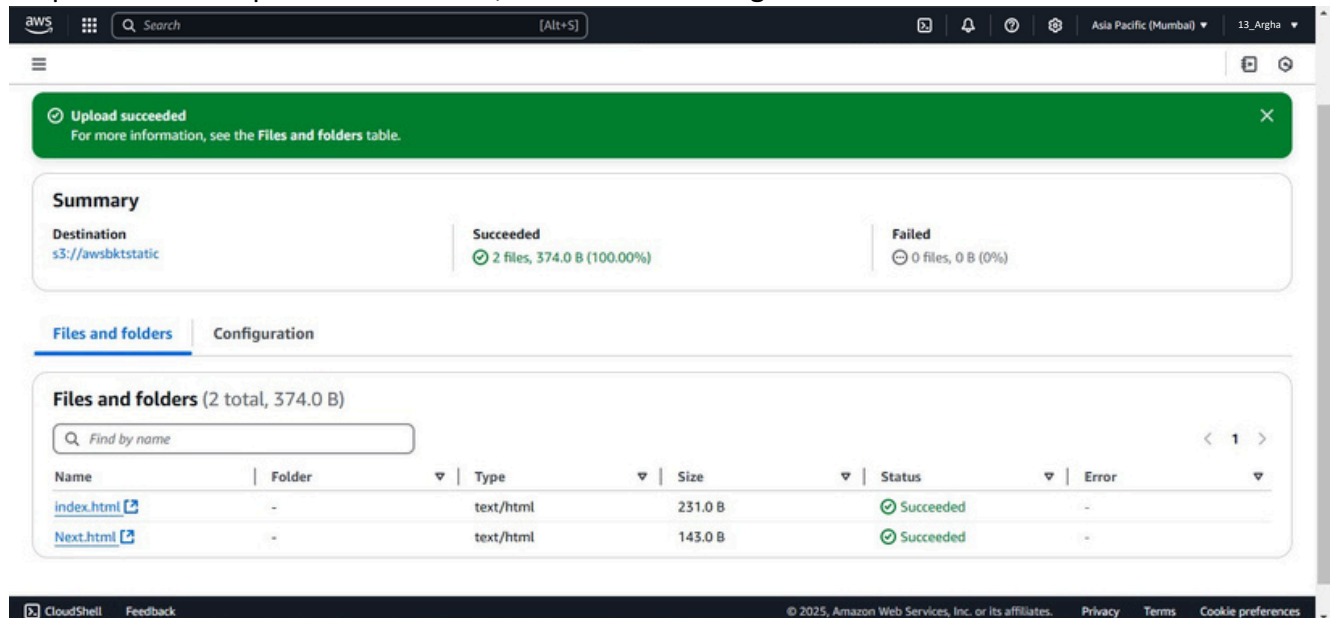 aws Search [Alt+S] Asia Pacific (Mumbai) ▼ 13_Argha ▼
Upload succeeded
For more information, see the Files and folders table.
Summary
Destination Succeeded Failed
s3://awsbktstatic 2 files, 374.0 B (100.00%) 0 files, 0 B (0%)
Files and folders Configuration
Files and folders (2 total, 374.0 B)
Find by name < 1 >
Name Folder Type Size Status Error
index.html - text/html 231.0 B Succeeded -
Next.html - text/html 143.0 B Succeeded -
CloudShell Feedback © 2025, Amazon Web Services, Inc. or its affiliates. Privacy Terms Cookie preferences